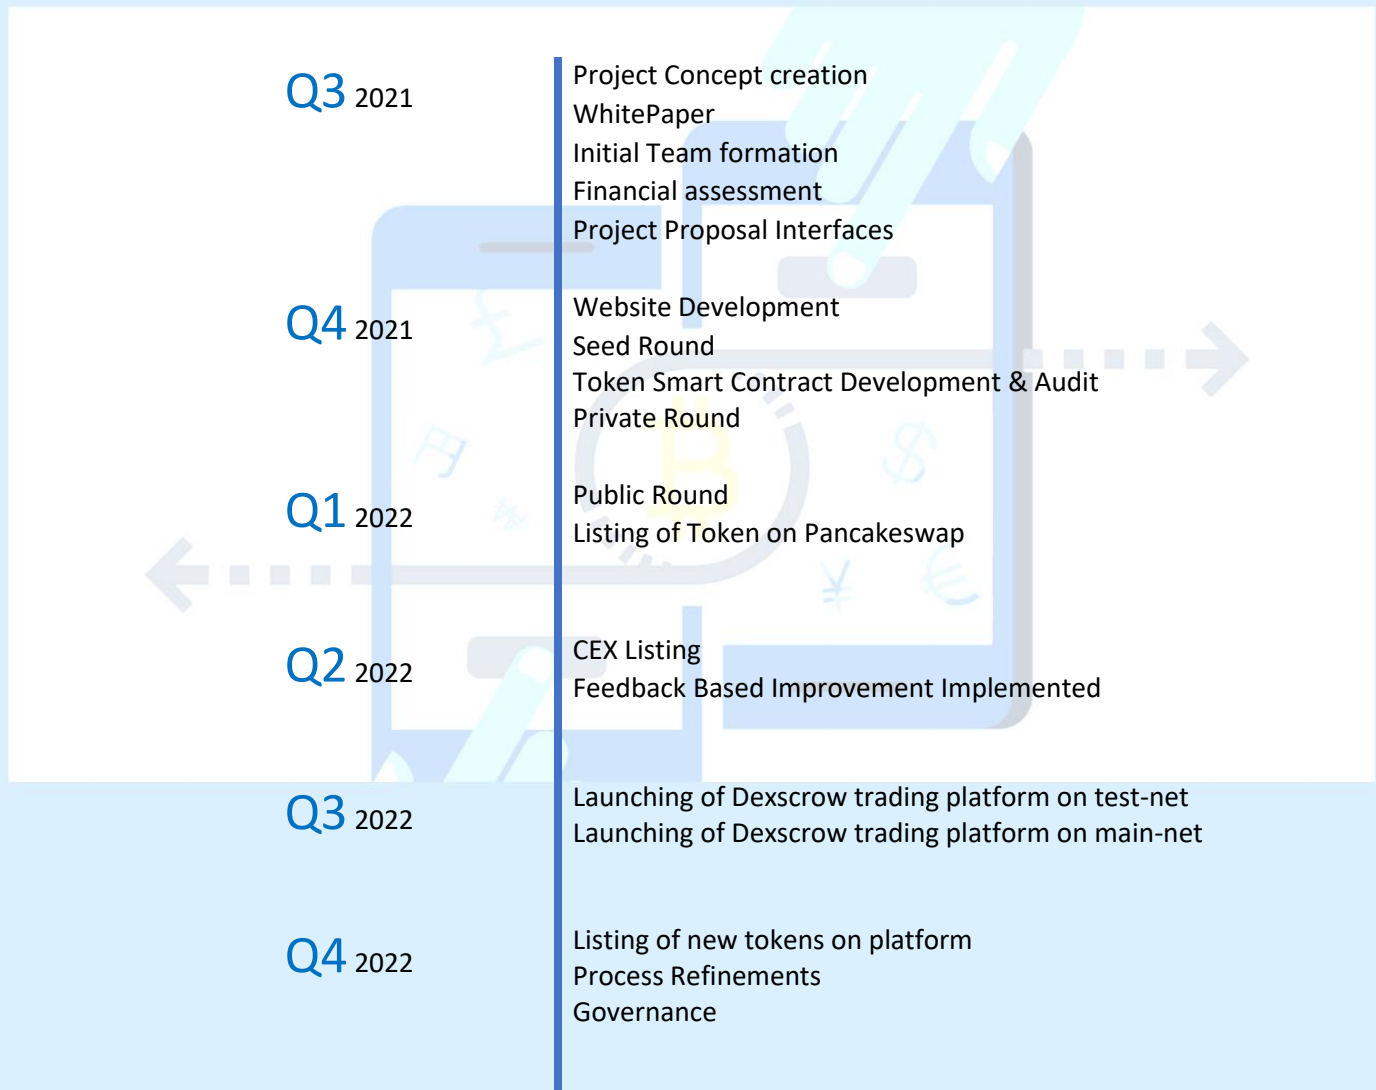 Q3 2021
Project Concept creation
WhitePaper
Initial Team formation
Financial assessment
Project Proposal Interfaces
Q4 2021
Website Development
Seed Round
Token Smart Contract Development & Audit
Private Round
Q1 2022
Public Round
Listing of Token on Pancakeswap
Q2 2022
CEX Listing
Feedback Based Improvement Implemented
Q3 2022
Launching of Dexscrow trading platform on test-net
Launching of Dexscrow trading platform on main-net
Q4 2022
Listing of new tokens on platform
Process Refinements
Governance